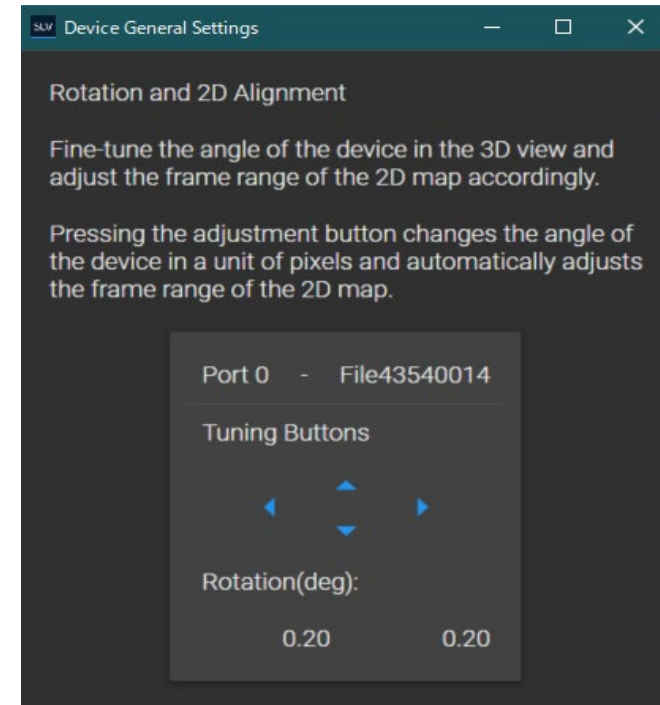 SLV Device General Settings
Rotation and 2D Alignment
Fine-tune the angle of the device in the 3D view and
adjust the frame range of the 2D map accordingly.
Pressing the adjustment button changes the angle of
the device in a unit of pixels and automatically adjusts
the frame range of the 2D map.
Port 0 - File43540014
Tuning Buttons
Rotation(deg):
0.20 0.20